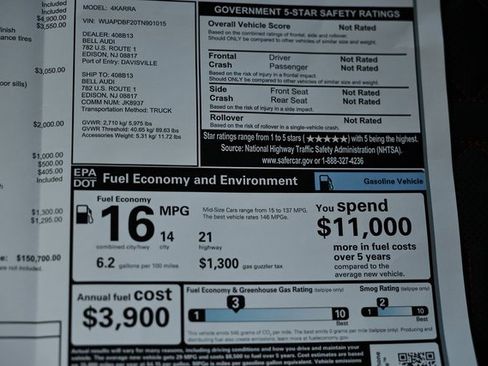 Included
Included
$4,900.00
$3,550.00
$3,050.00
$2,000.00
$1,000.00
$500.00
$405.00
Included
$1,300.00
$1,295.00
$150,700.00
MODEL: 4KARRA
VIN: WUAPDBF20TN901015
DEALER: 408B13
BELL AUDI
782 U.S. ROUTE 1
EDISON, NJ 08817
Port of Entry: DAVISVILLE
SHIP TO: 408B13
BELL AUDI
782 U.S. ROUTE 1
EDISON, NJ 08817
COMM NUM: JK8937
Transportation Method: TRUCK
GVWR: 2,710 kg/ 5,975 lbs
GVWR Threshold: 40.65 kg/ 89.63 lbs
Accessories Weight: 5.31 kg/ 11.72 lbs
GOVERNMENT 5-STAR SAFETY RATINGS
Overall Vehicle Score Not Rated
Based on the combined ratings of frontal, side and rollover.
Should ONLY be compared to other vehicles of similar size and weight.
Frontal Driver Not Rated
Crash Passenger Not Rated
Based on the risk of injury in a frontal impact.
Should ONLY be compared to other vehicles of similar size and weight.
Side Front Seat Not Rated
Crash Rear Seat Not Rated
Based on the risk of injury in a side impact.
Rollover Not Rated
Based on the risk of rollover in a single-vehicle crash.
Star ratings range from 1 to 5 stars (★★★★★) with 5 being the highest.
Source: National Highway Traffic Safety Administration (NHTSA).
www.safercar.gov or 1-888-327-4236
EPA
DOT Fuel Economy and Environment
Gasoline Vehicle
Fuel Economy
16 MPG
combined city/hwy
14
city
21
highway
Mid-Size Cars range from 15 to 137 MPG.
The best vehicle rates 146 MPGe.
6.2 gallons per 100 miles
$1,300 gas guzzler tax
You spend
$11,000
more in fuel costs
over 5 years
compared to the
average new vehicle.
Annual fuel cost
$3,900
Fuel Economy & Greenhouse Gas Rating (tailpipe only)
1 3 10
Best
Smog Rating (tailpipe only)
1 2 10
Best